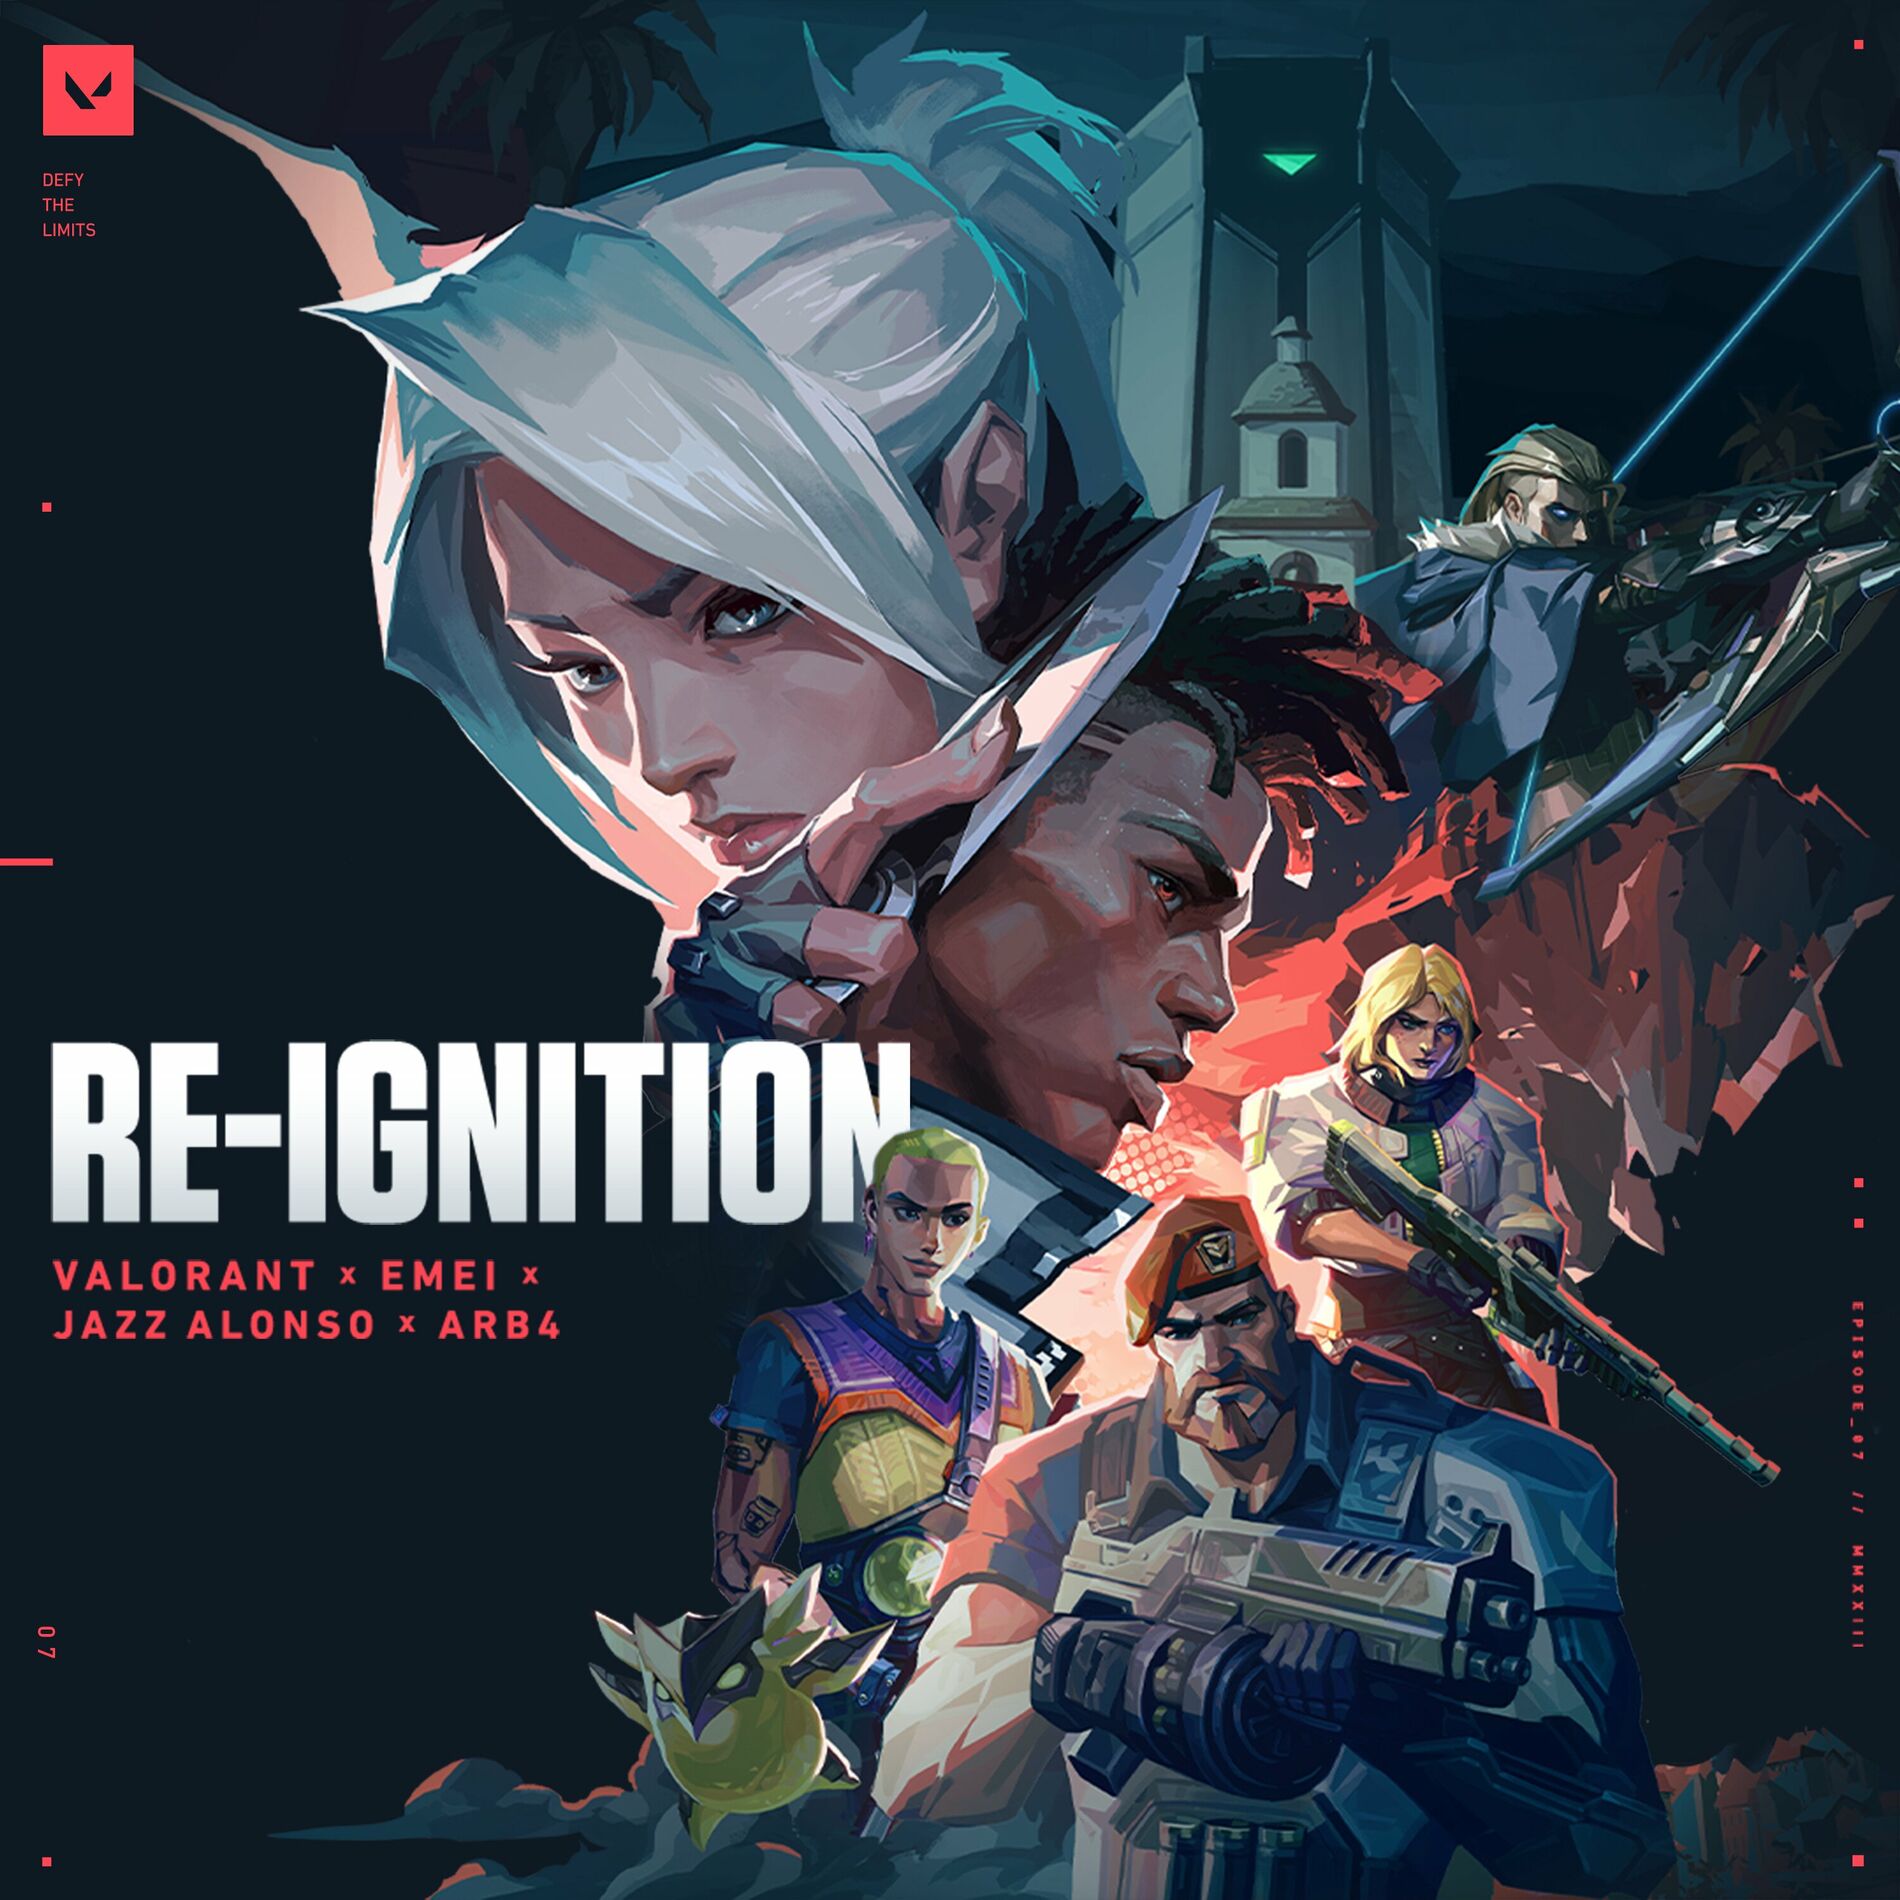 DEFY
THE
LIMITS
RE-IGNITION
VALORANT x EMEI x
JAZZ ALONSO x ARB4
EPISODE_07 // MMXXIII
07